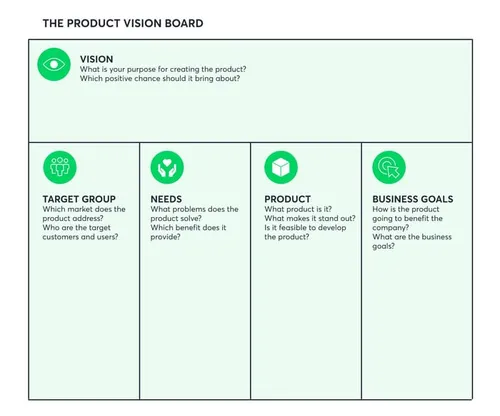 THE PRODUCT VISION BOARD
VISION
What is your purpose for creating the product?
Which positive chance should it bring about?
TARGET GROUP
Which market does the
product address?
Who are the target
customers and users?
NEEDS
What problems does the
product solve?
Which benefit does it
provide?
PRODUCT
What product is it?
What makes it stand out?
Is it feasible to develop
the product?
BUSINESS GOALS
How is the product
going to benefit the
company?
What are the business
goals?